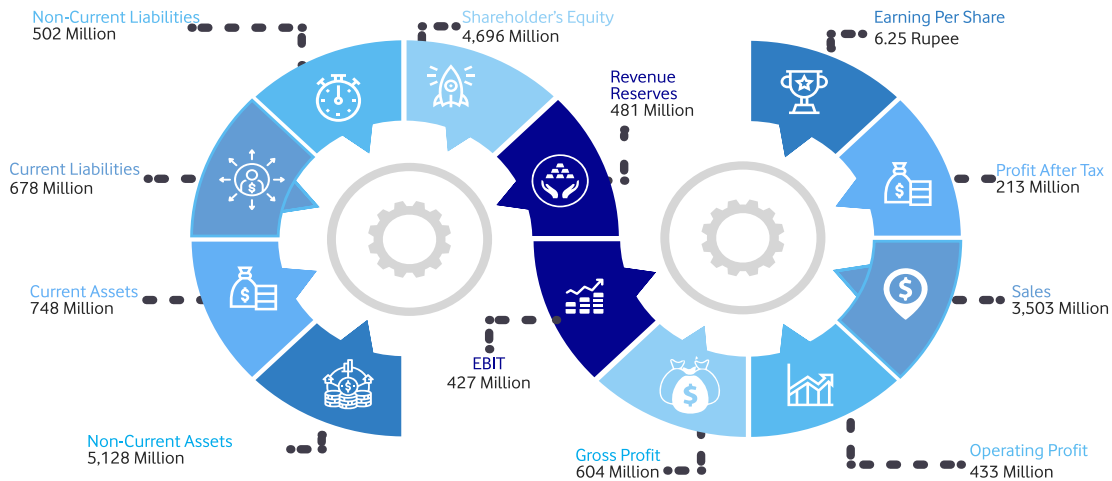 Non-Current Liabilities
502 Million
Shareholder's Equity
4,696 Million
Earning Per Share
6.25 Rupee
Revenue
Reserves
481 Million
Current Liabilities
678 Million
Profit After Tax
213 Million
Current Assets
748 Million
Sales
3,503 Million
EBIT
427 Million
Non-Current Assets
5,128 Million
Gross Profit
604 Million
Operating Profit
433 Million